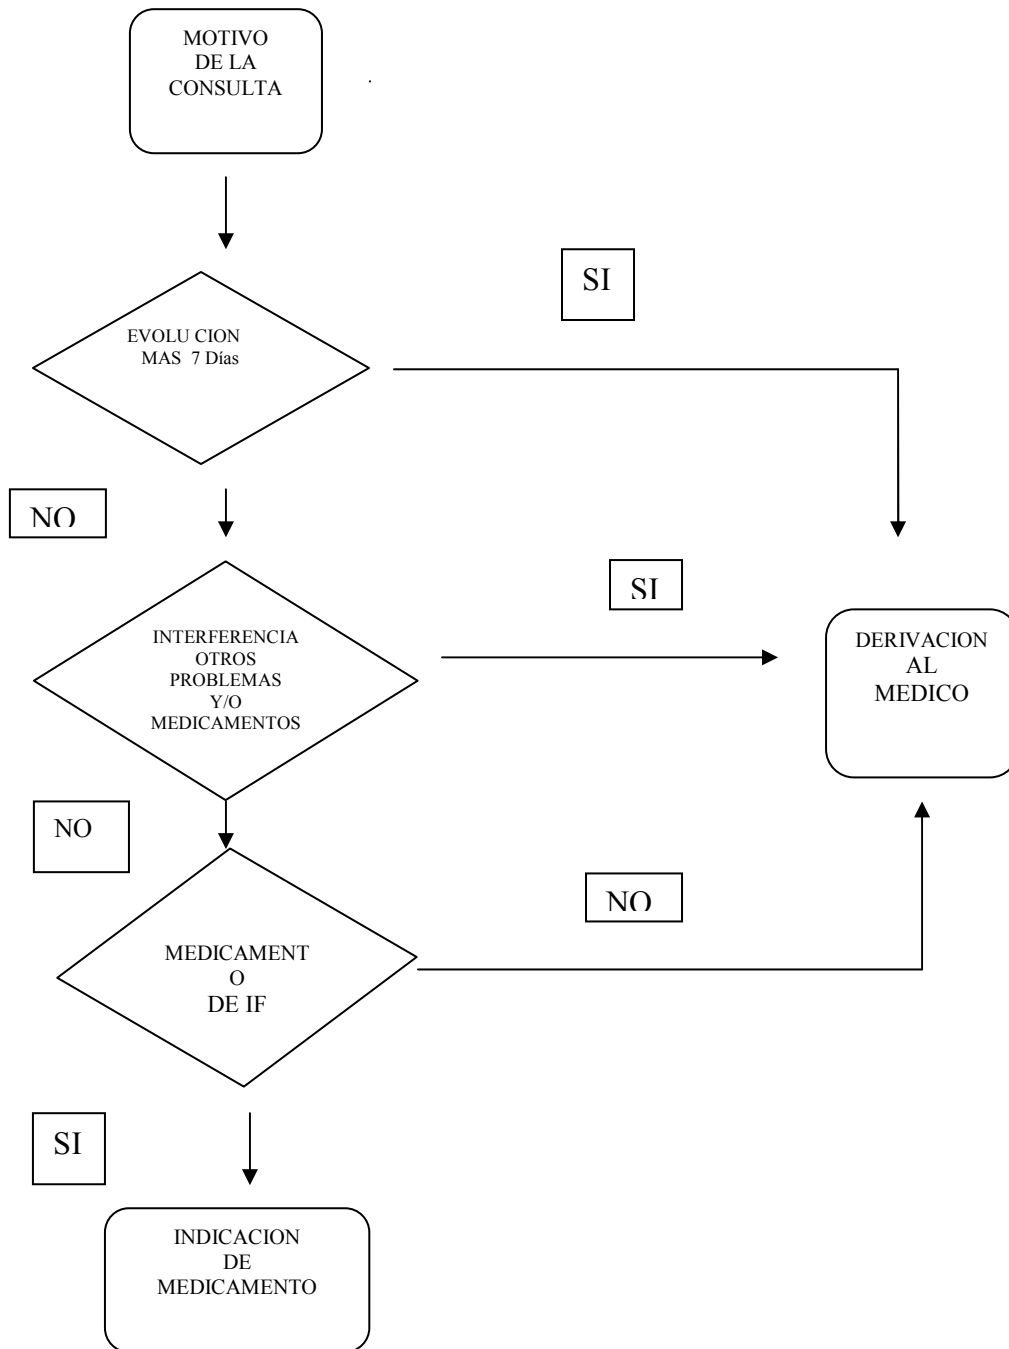 MOTIVO
DE LA
CONSULTA
SI
EVOLU CION
MAS 7 Días
NO
SI
INTERFERENCIA
OTROS
PROBLEMAS
Y/O
MEDICAMENTOS
DERIVACION
AL
MEDICO
NO
NO
MEDICAMENT
O
DE IF
SI
INDICACION
DE
MEDICAMENTO